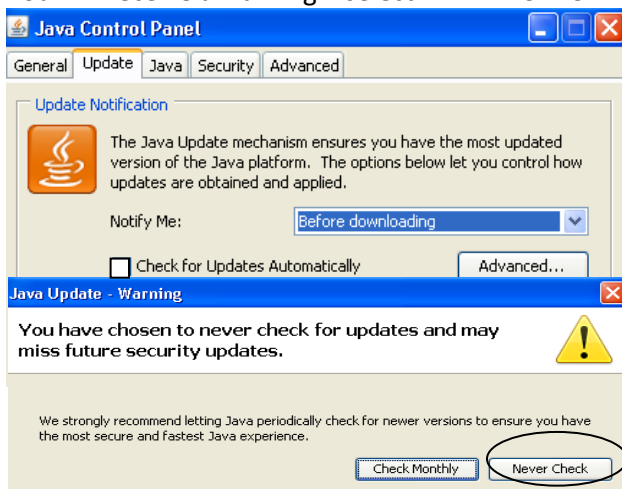 Java Control Panel
General Update Java Security Advanced
Update Notification
The Java Update mechanism ensures you have the most updated
version of the Java platform. The options below let you control how
updates are obtained and applied.
Notify Me: Before downloading
Check for Updates Automatically Advanced...
Java Update - Warning
You have chosen to never check for updates and may
miss future security updates.
We strongly recommend letting Java periodically check for newer versions to ensure you have
the most secure and fastest Java experience.
Check Monthly Never Check